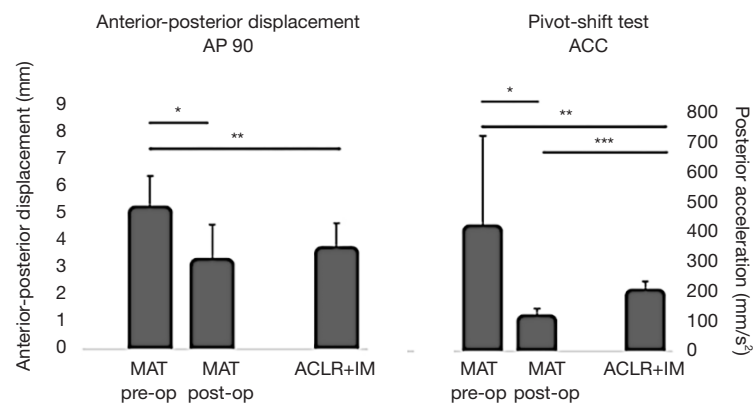 Anterior-posterior displacement
AP 90
Anterior-posterior displacement (mm)
9
8
7
6
5
4
3
2
1
0
*
**
MAT
pre-op
MAT
post-op
ACLR+IM
Pivot-shift test
ACC
*
**
***
800
700
600
500
400
300
200
100
0
Posterior acceleration (mm/s²)
MAT
pre-op
MAT
post-op
ACLR+IM